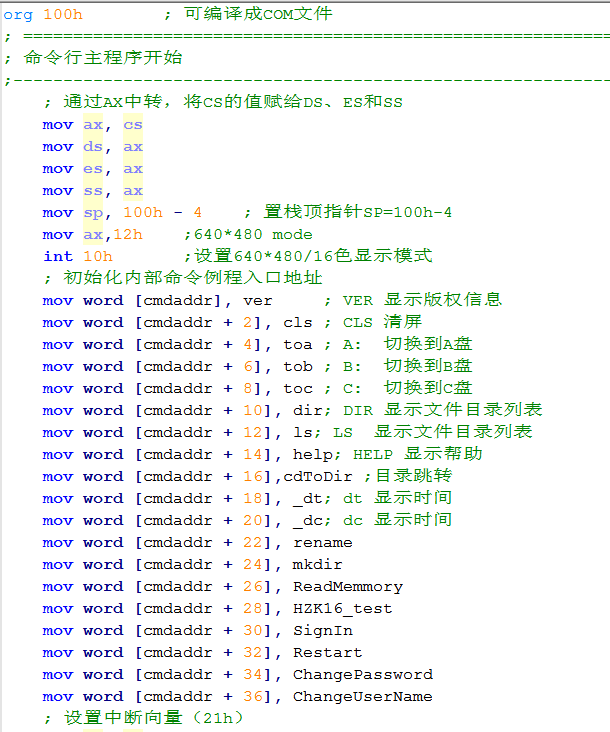 org 100h        ; 可编译成COM文件
; ===========================================================
; 命令行主程序开始
;------------------------------------------------------------
    ; 通过AX中转，将CS的值赋给DS、ES和SS
    mov ax, cs
    mov ds, ax
    mov es, ax
    mov ss, ax
    mov sp, 100h - 4    ; 置栈顶指针SP=100h-4
    mov ax,12h    ;640*480 mode
    int 10h       ;设置640*480/16色显示模式
    ; 初始化内部命令例程入口地址
    mov word [cmdaddr], ver     ; VER 显示版权信息
    mov word [cmdaddr + 2], cls ; CLS 清屏
    mov word [cmdaddr + 4], toa ; A:  切换到A盘
    mov word [cmdaddr + 6], tob ; B:  切换到B盘
    mov word [cmdaddr + 8], toc ; C:  切换到C盘
    mov word [cmdaddr + 10], dir; DIR 显示文件目录列表
    mov word [cmdaddr + 12], ls; LS  显示文件目录列表
    mov word [cmdaddr + 14], help; HELP 显示帮助
    mov word [cmdaddr + 16],cdToDir ;目录跳转
    mov word [cmdaddr + 18], _dt; dt 显示时间
    mov word [cmdaddr + 20], _dc; dc 显示时间
    mov word [cmdaddr + 22], rename
    mov word [cmdaddr + 24], mkdir
    mov word [cmdaddr + 26], ReadMemmory
    mov word [cmdaddr + 28], HZK16_test
    mov word [cmdaddr + 30], SignIn
    mov word [cmdaddr + 32], Restart
    mov word [cmdaddr + 34], ChangePassword
    mov word [cmdaddr + 36], ChangeUserName
    ; 设置中断向量（21h）